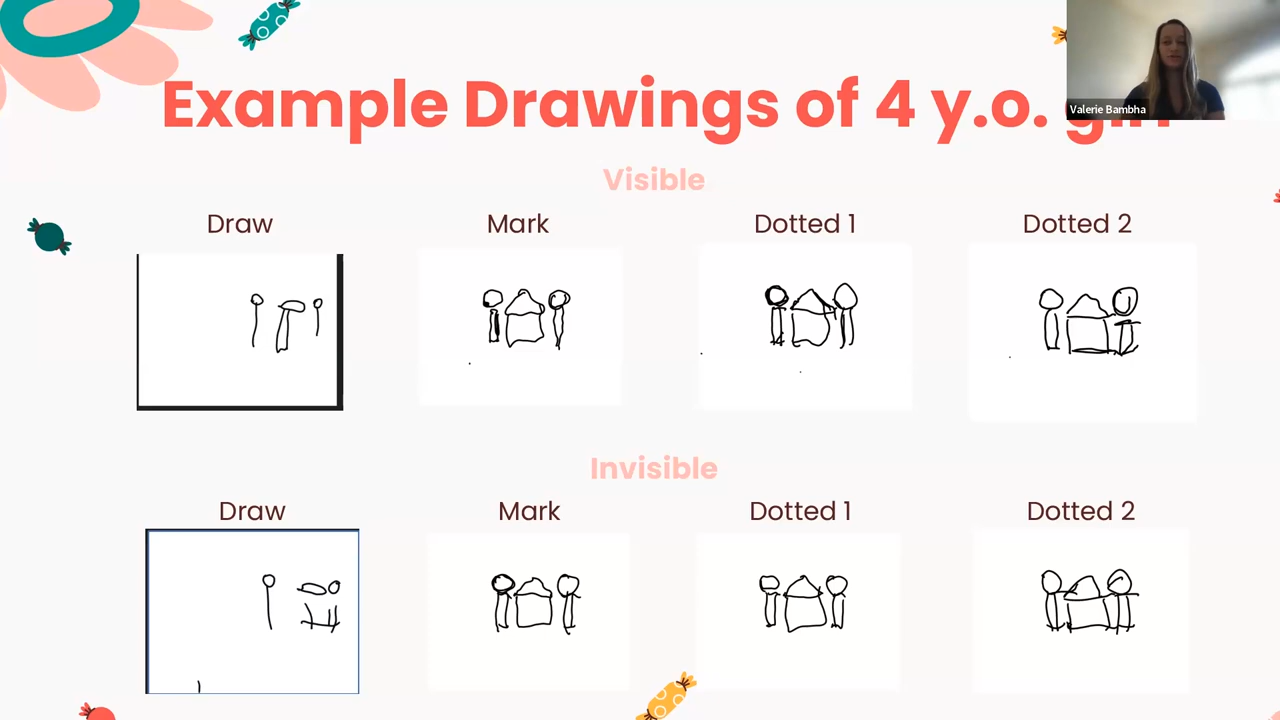 Example Drawings of 4 y.o.
Valerie Bambha
Visible
Draw Mark Dotted 1 Dotted 2
Invisible
Draw Mark Dotted 1 Dotted 2